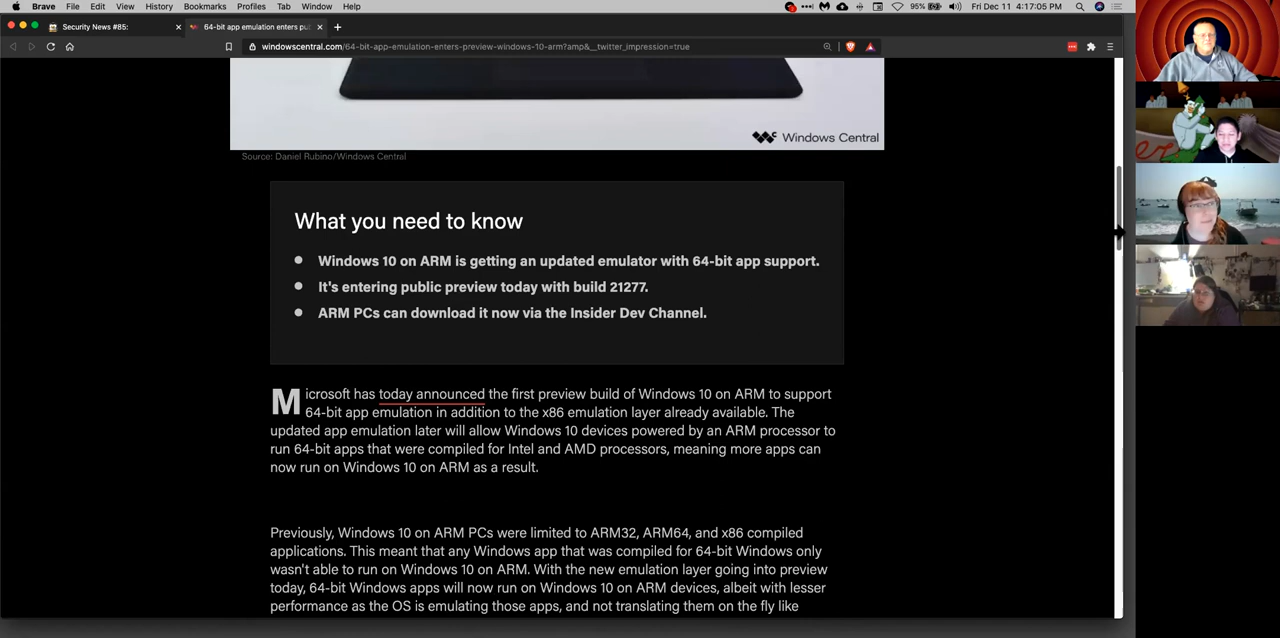 Brave File Edit View History Bookmarks Profiles Tab Window Help
95% Fri Dec 11 4:17:05 PM
Security News #85:
64-bit app emulation enters pu
windowscentral.com/64-bit-app-emulation-enters-preview-windows-10-arm?amp&__twitter_impression=true
Windows Central
Source: Daniel Rubino/Windows Central
What you need to know
Windows 10 on ARM is getting an updated emulator with 64-bit app support.
It's entering public preview today with build 21277.
ARM PCs can download it now via the Insider Dev Channel.
Microsoft has today announced the first preview build of Windows 10 on ARM to support
64-bit app emulation in addition to the x86 emulation layer already available. The
updated app emulation later will allow Windows 10 devices powered by an ARM processor to
run 64-bit apps that were compiled for Intel and AMD processors, meaning more apps can
now run on Windows 10 on ARM as a result.
Previously, Windows 10 on ARM PCs were limited to ARM32, ARM64, and x86 compiled
applications. This meant that any Windows app that was compiled for 64-bit Windows only
wasn't able to run on Windows 10 on ARM. With the new emulation layer going into preview
today, 64-bit Windows apps will now run on Windows 10 on ARM devices, albeit with lesser
performance as the OS is emulating those apps, and not translating them on the fly like